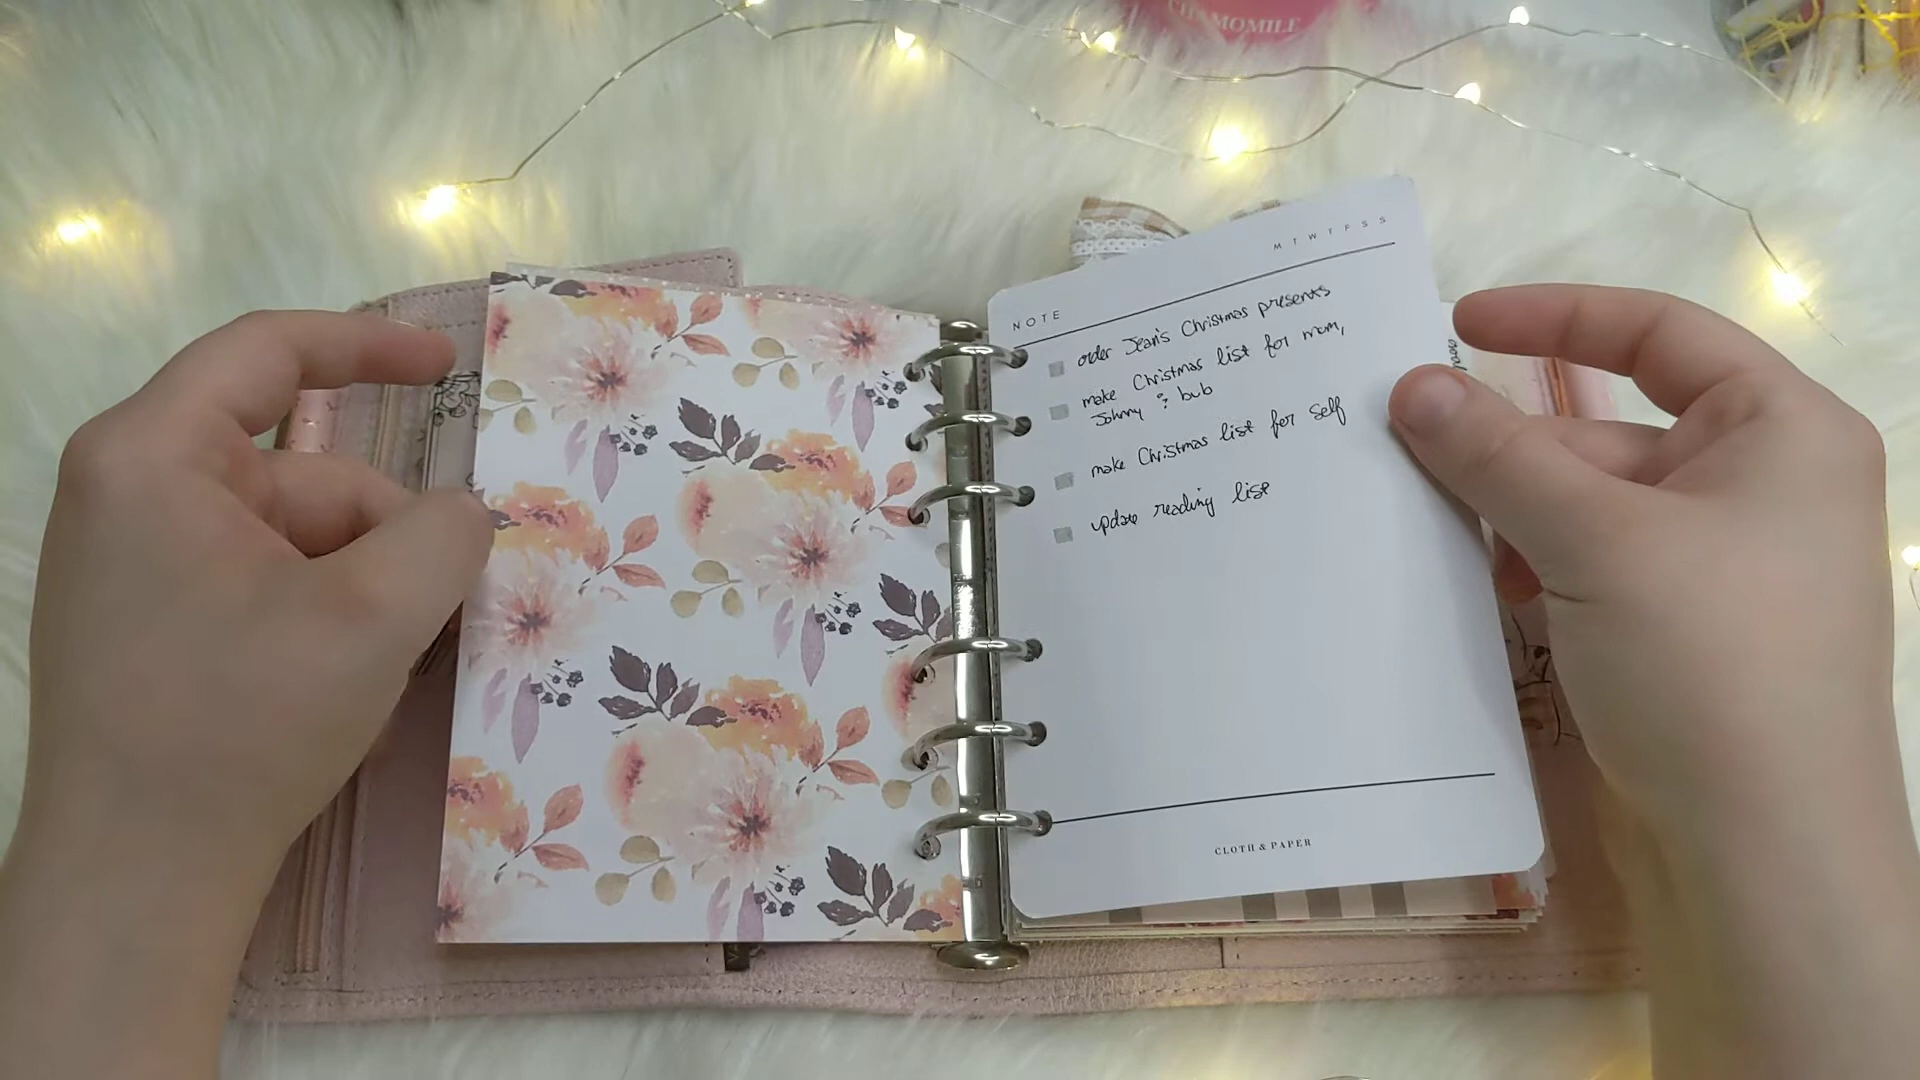 CHAMOMILE
M T W T F S S
NOTE
order Jean's Christmas presents
make Christmas list for mom,
Johnny & bub
make Christmas list for self
update reading list
CLOTH & PAPER